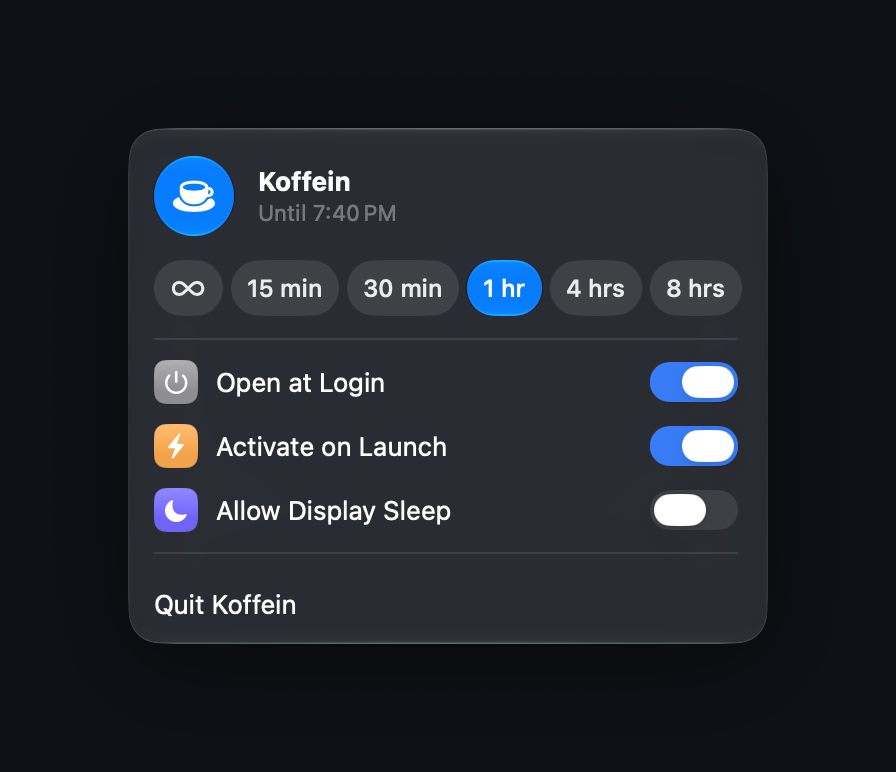 Koffein
Until 7:40 PM
∞ 15 min 30 min 1 hr 4 hrs 8 hrs
Open at Login
Activate on Launch
Allow Display Sleep
Quit Koffein